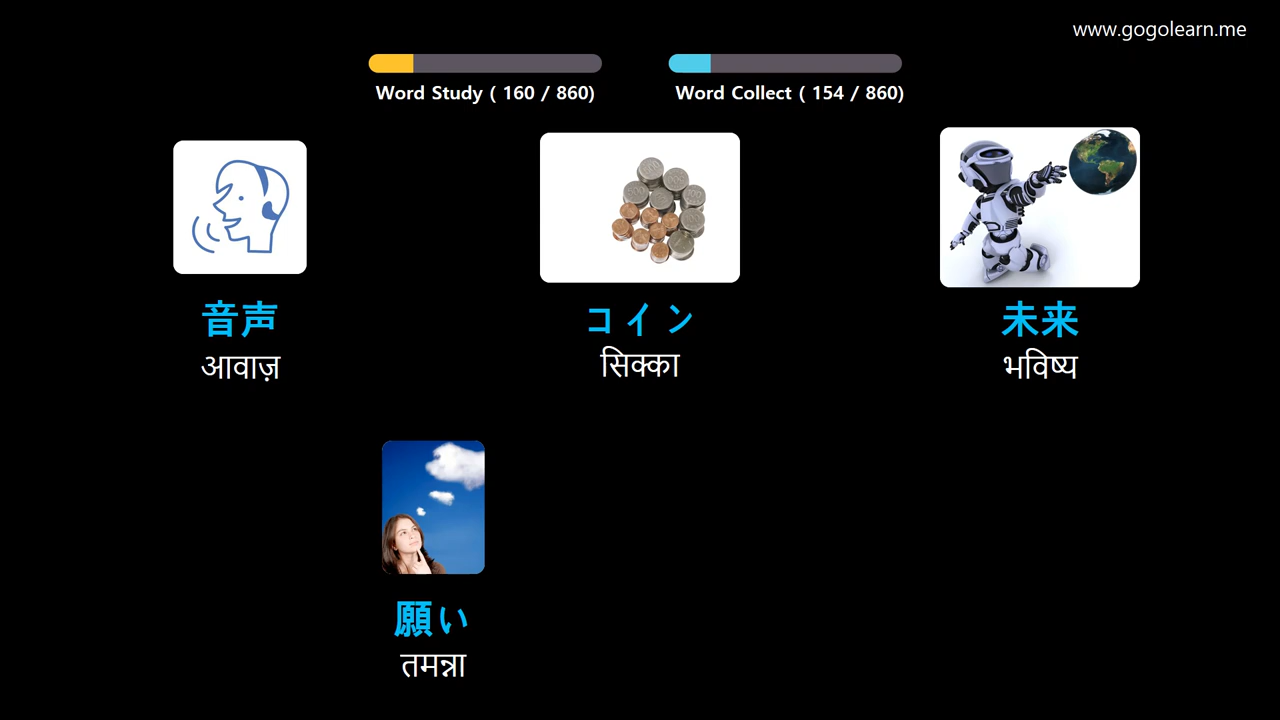 www.gogolearn.me
Word Study ( 160 / 860)
Word Collect ( 154 / 860)
音声
आवाज़
コイン
सिक्का
未来
भविष्य
願い
तमन्ना